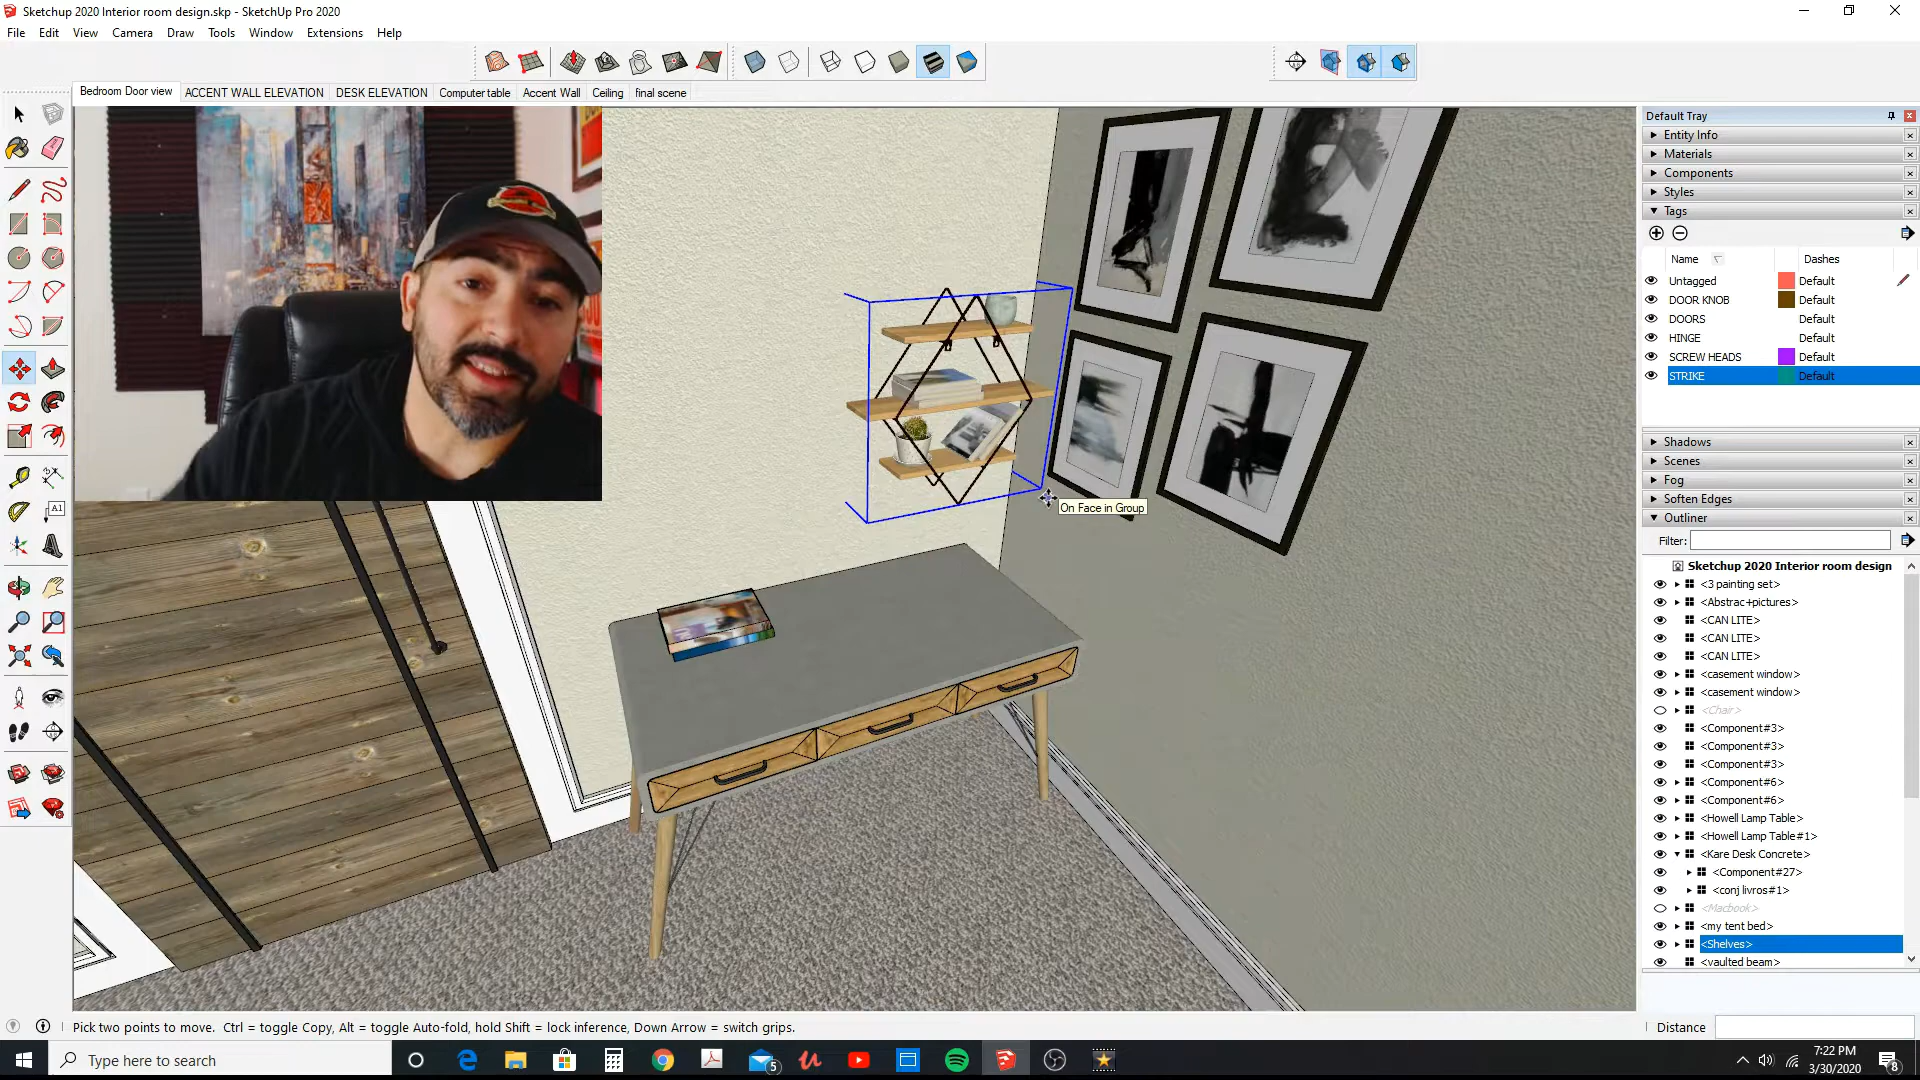 Sketchup 2020 Interior room design.skp - SketchUp Pro 2020
File Edit View Camera Draw Tools Window Extensions Help
Bedroom Door view ACCENT WALL ELEVATION DESK ELEVATION Computer table Accent Wall Ceiling final scene
A1
On Face in Group
Default Tray
Entity Info
Materials
Components
Styles
Tags
Name Dashes
Untagged Default
DOOR KNOB Default
DOORS Default
HINGE Default
SCREW HEADS Default
STRIKE Default
Shadows
Scenes
Fog
Soften Edges
Outliner
Filter:
Sketchup 2020 Interior room design
<3 painting set>
<Abstrac+pictures>
<CAN LITE>
<CAN LITE>
<CAN LITE>
<casement window>
<casement window>
<Chair>
<Component#3>
<Component#3>
<Component#3>
<Component#6>
<Component#6>
<Howell Lamp Table>
<Howell Lamp Table#1>
<Kare Desk Concrete>
<Component#27>
<conj livros#1>
<Macbook>
<my tent bed>
<Shelves>
<vaulted beam>
Pick two points to move. Ctrl = toggle Copy, Alt = toggle Auto-fold, hold Shift = lock inference, Down Arrow = switch grips.
Distance
Type here to search
5
7:22 PM
3/30/2020
8